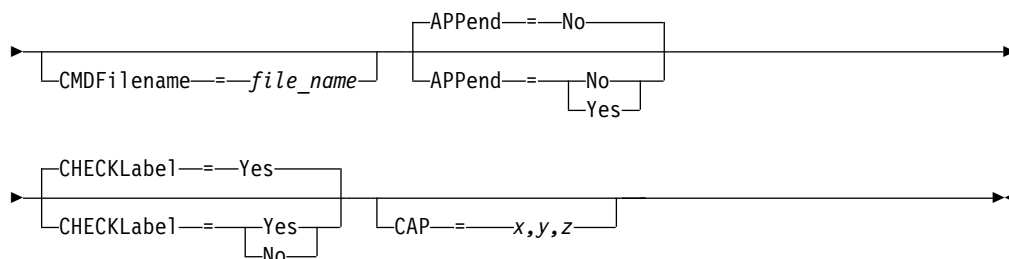 APPend = No
CMDFilename = file_name APPend = No
Yes
CHECKLabel = Yes
CHECKLabel = Yes CAP = x,y,z
No